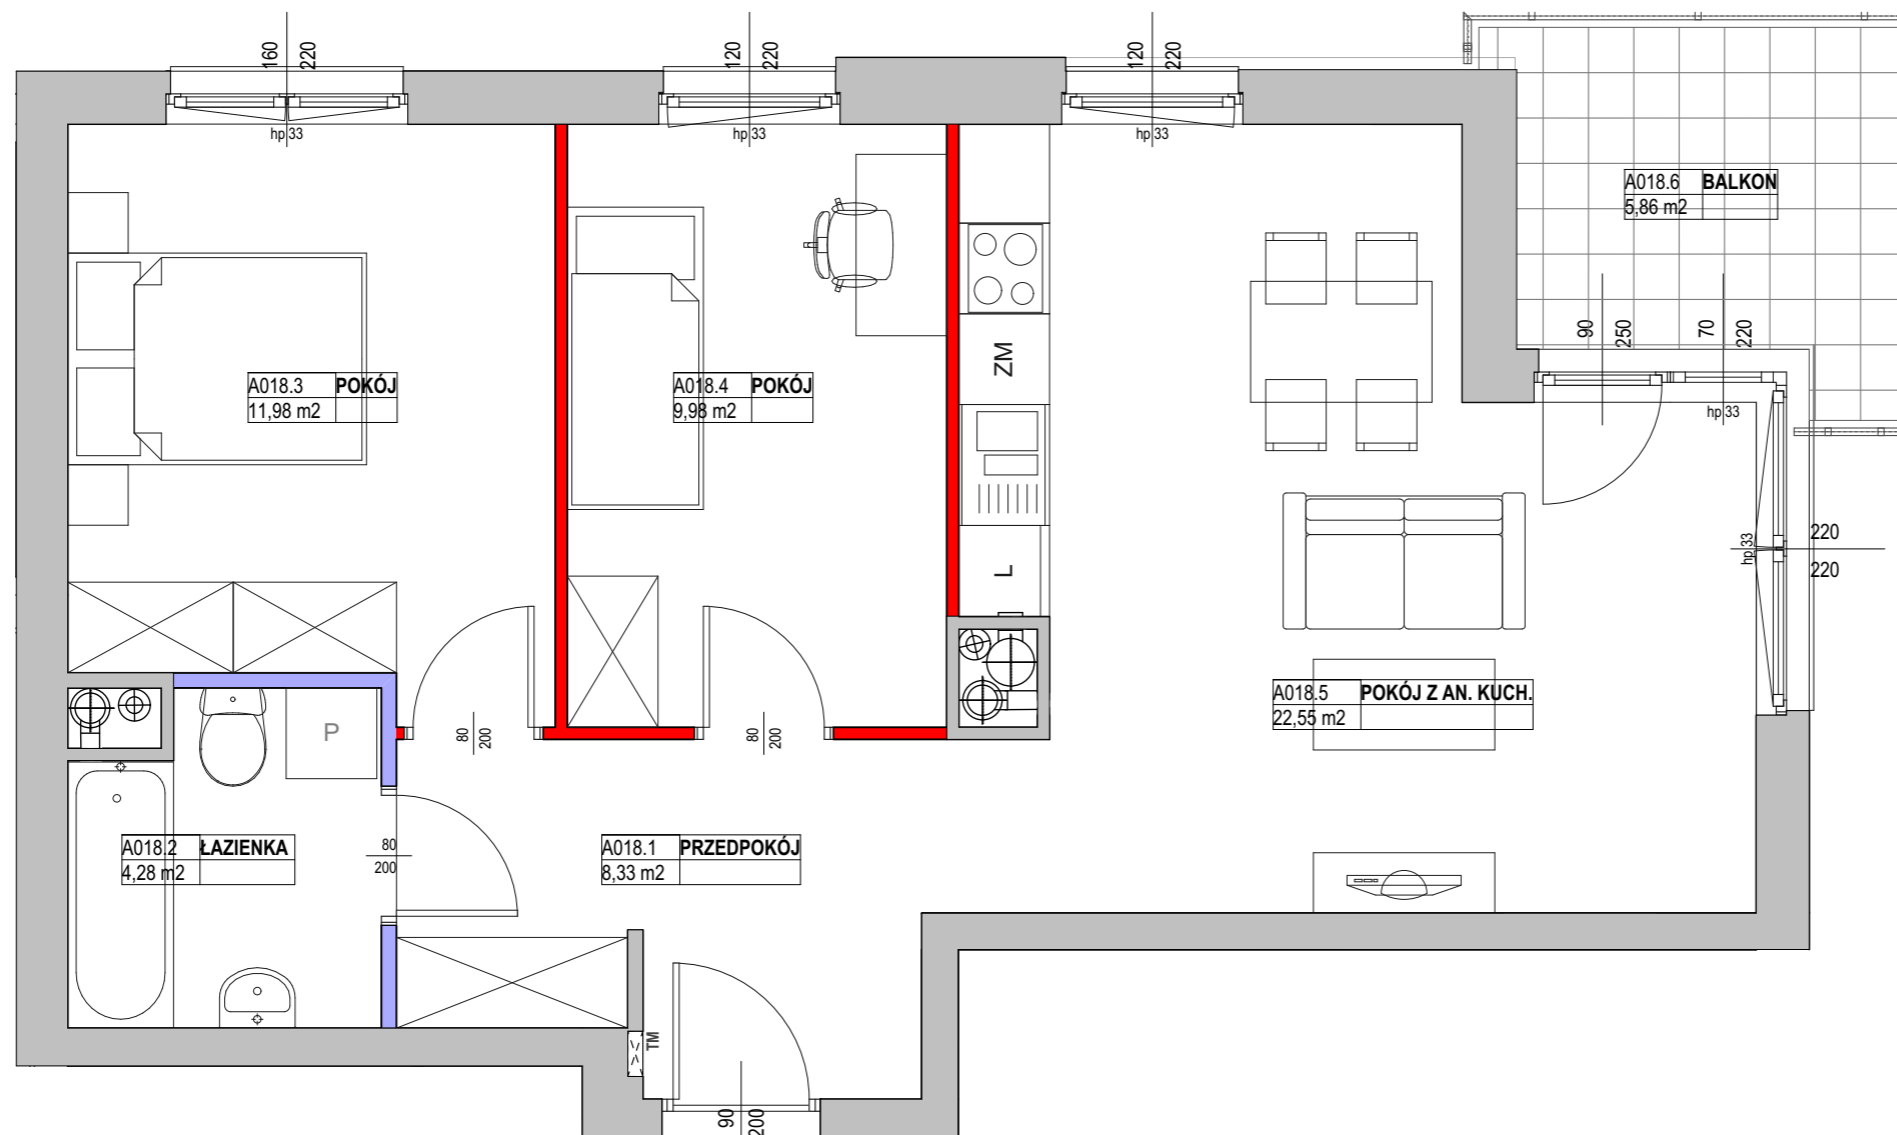 160
220
hp 33
120
220
hp 33
120
220
hp 33
A018.6 BALKON
5,86 m2
90
250
70
220
hp 33
A018.3 POKÓJ
11,98 m2
A018.4 POKÓJ
9,98 m2
ZM
L
hp 33
220
220
A018.5 POKÓJ Z AN. KUCH.
22,55 m2
P
80
200
80
200
A018.2 ŁAZIENKA
4,28 m2
80
200
A018.1 PRZEDPOKÓJ
8,33 m2
TM
90
200